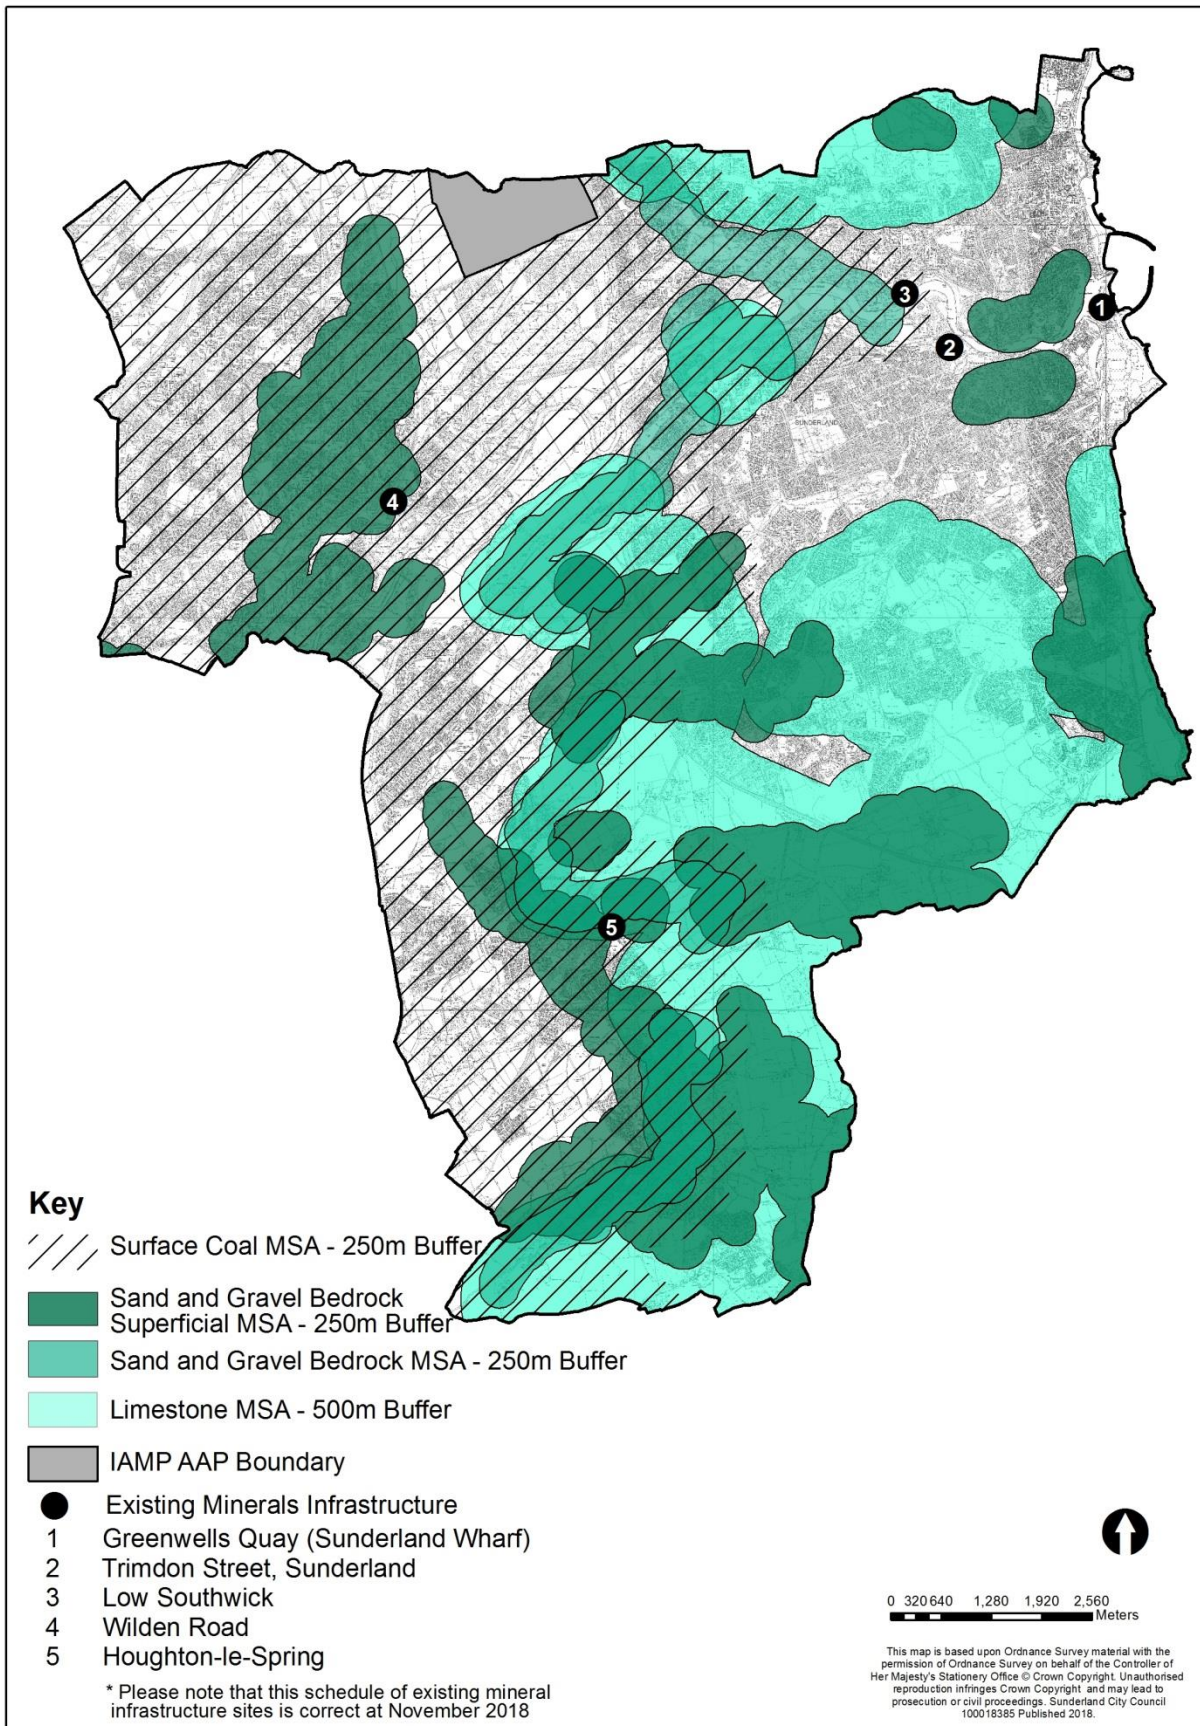 1
3
2
SUNDERLAND
4
5
Key
Surface Coal MSA - 250m Buffer
Sand and Gravel Bedrock
Superficial MSA - 250m Buffer
Sand and Gravel Bedrock MSA - 250m Buffer
Limestone MSA - 500m Buffer
IAMP AAP Boundary
Existing Minerals Infrastructure
1 Greenwells Quay (Sunderland Wharf)
2 Trimdon Street, Sunderland
3 Low Southwick
4 Wilden Road
5 Houghton-le-Spring
* Please note that this schedule of existing mineral
infrastructure sites is correct at November 2018
0 320 640 1,280 1,920 2,560
Meters
This map is based upon Ordnance Survey material with the
permission of Ordnance Survey on behalf of the Controller of
Her Majesty's Stationery Office © Crown Copyright. Unauthorised
reproduction infringes Crown Copyright and may lead to
prosecution or civil proceedings. Sunderland City Council
100018385 Published 2018.